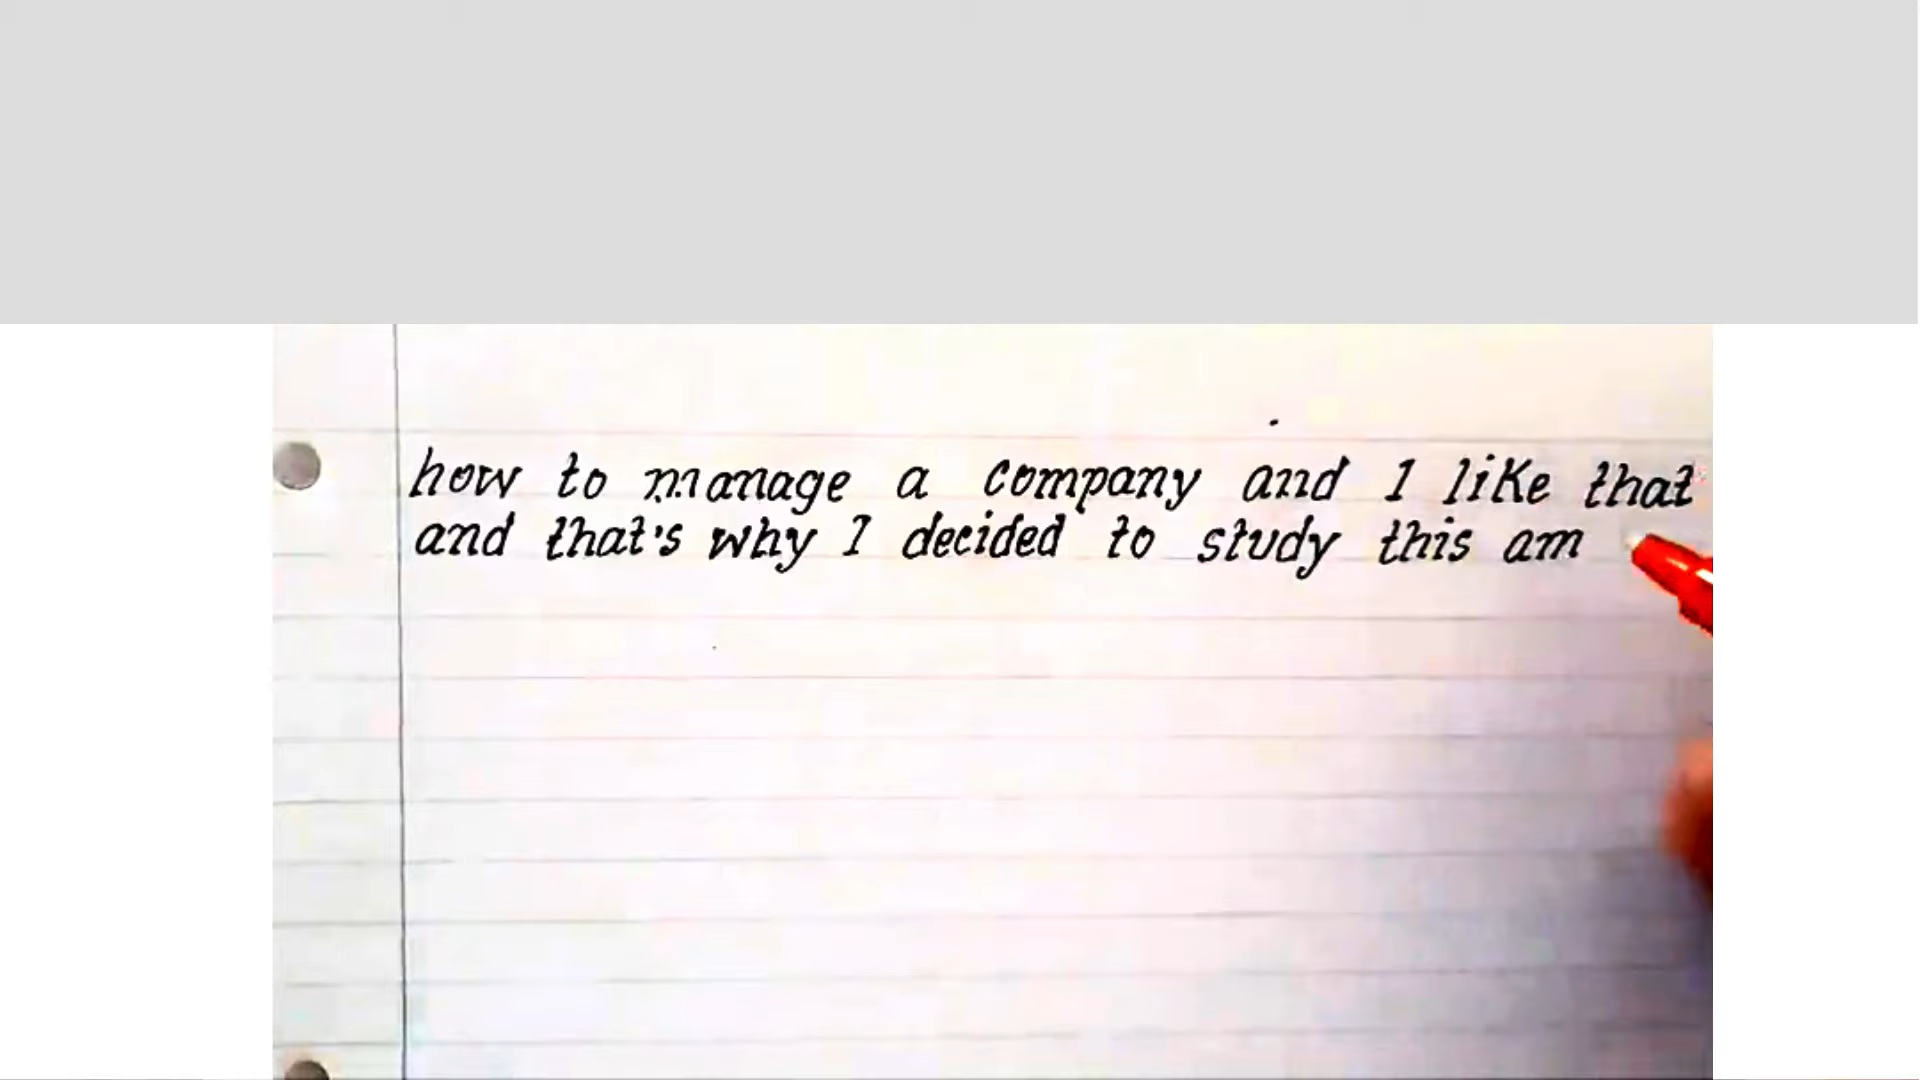 how to manage a company and I like that
and that's why I decided to study this am